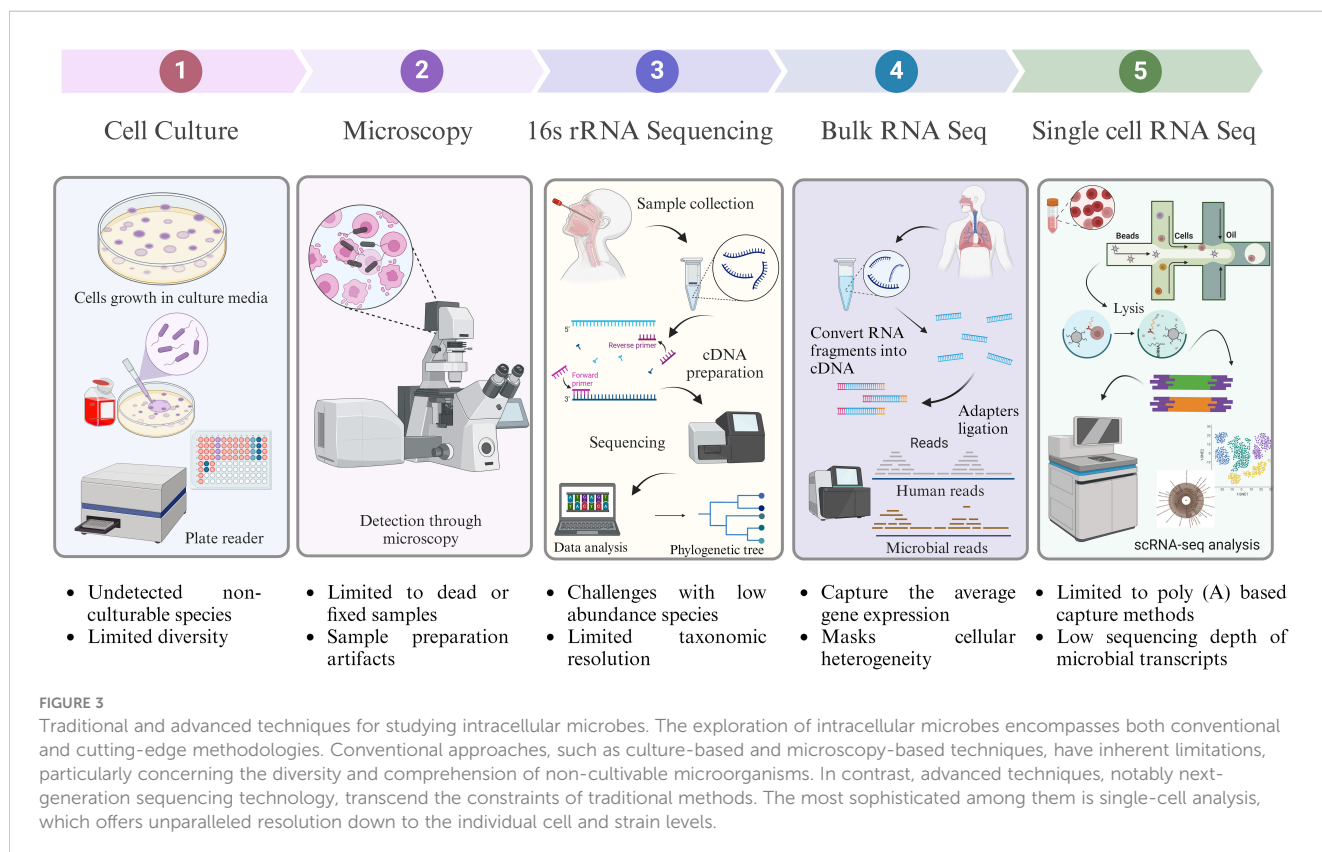 1
2
3
4
5
Cell Culture
Microscopy
16s rRNA Sequencing
Bulk RNA Seq
Single cell RNA Seq
Cells growth in culture media
Plate reader
Detection through
microscopy
Sample collection
5'
Reverse primer
cDNA
preparation
Forward
primer
3'
Sequencing
Data analysis
Phylogenetic tree
Convert RNA
fragments into
cDNA
Adapters
ligation
Reads
Human reads
Microbial reads
Beads
Cells
Oil
Lysis
scRNA-seq analysis
• Undetected non-
culturable species
• Limited diversity
• Limited to dead or
fixed samples
• Sample preparation
artifacts
• Challenges with low
abundance species
• Limited taxonomic
resolution
• Capture the average
gene expression
• Masks cellular
heterogeneity
• Limited to poly (A) based
capture methods
• Low sequencing depth of
microbial transcripts
FIGURE 3
Traditional and advanced techniques for studying intracellular microbes. The exploration of intracellular microbes encompasses both conventional
and cutting-edge methodologies. Conventional approaches, such as culture-based and microscopy-based techniques, have inherent limitations,
particularly concerning the diversity and comprehension of non-cultivable microorganisms. In contrast, advanced techniques, notably next-
generation sequencing technology, transcend the constraints of traditional methods. The most sophisticated among them is single-cell analysis,
which offers unparalleled resolution down to the individual cell and strain levels.